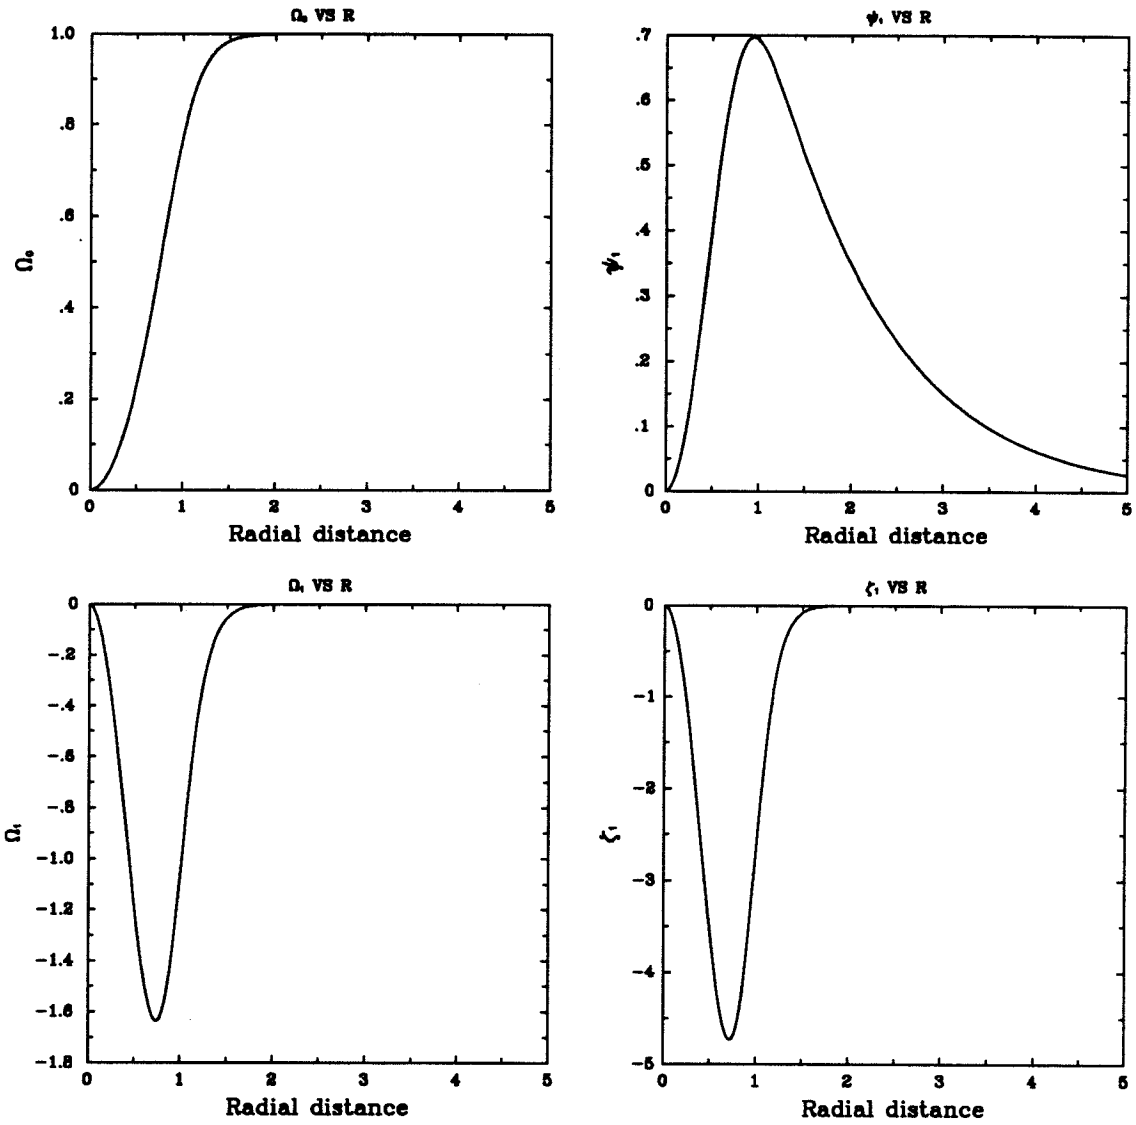 Ω₀ VS R
1.0
.8
.6
.4
.2
0
Ω₀
0 1 2 3 4 5
Radial distance
ψ₁ VS R
.7
.6
.5
.4
.3
.2
.1
0
ψ₁
0 1 2 3 4 5
Radial distance
Ω₁ VS R
0
-.2
-.4
-.6
-.8
-1.0
-1.2
-1.4
-1.6
-1.8
Ω₁
0 1 2 3 4 5
Radial distance
ζ₁ VS R
0
-1
-2
-3
-4
-5
ζ₁
0 1 2 3 4 5
Radial distance